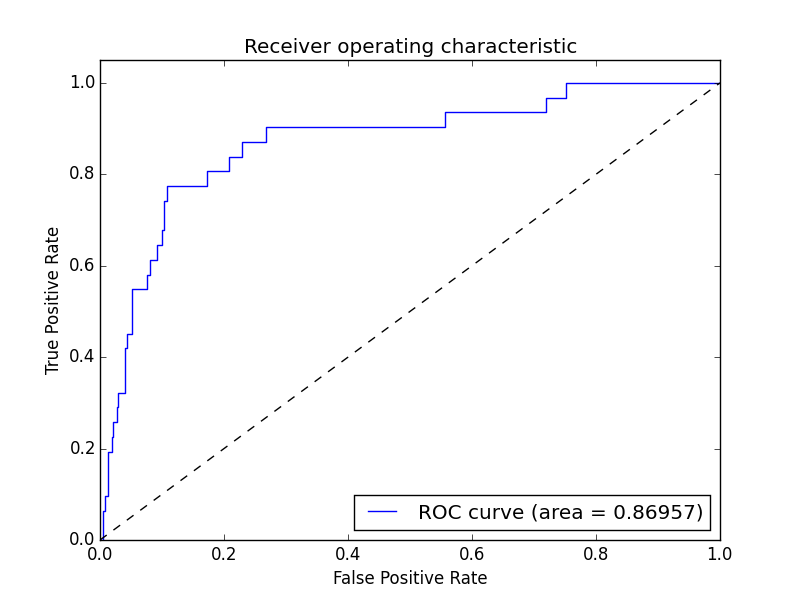 Receiver operating characteristic
1.0
0.8
0.6
0.4
0.2
0.0
True Positive Rate
ROC curve (area = 0.86957)
0.0 0.2 0.4 0.6 0.8 1.0
False Positive Rate